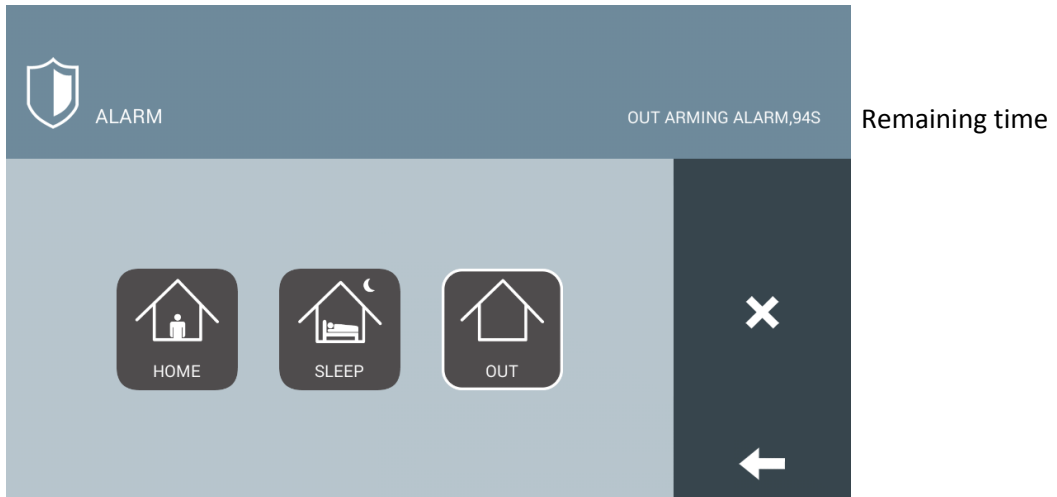 ALARM
OUT ARMING ALARM,94S
Remaining time
HOME
SLEEP
OUT